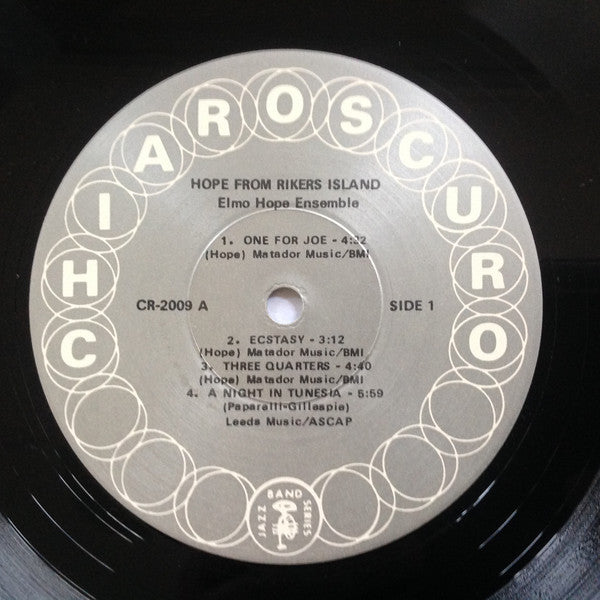 CHIAROSCURO
HOPE FROM RIKERS ISLAND
Elmo Hope Ensemble
1. ONE FOR JOE - 4:22
(Hope) Matador Music/BMI
CR-2009 A
SIDE 1
2. ECSTASY - 3:12
(Hope) Matador Music/BMI
3. THREE QUARTERS - 4:40
(Hope) Matador Music/BMI
4. A NIGHT IN TUNESIA - 5:59
(Paparelli-Gillespie)
Leeds Music/ASCAP
JAZZ BAND SERIES